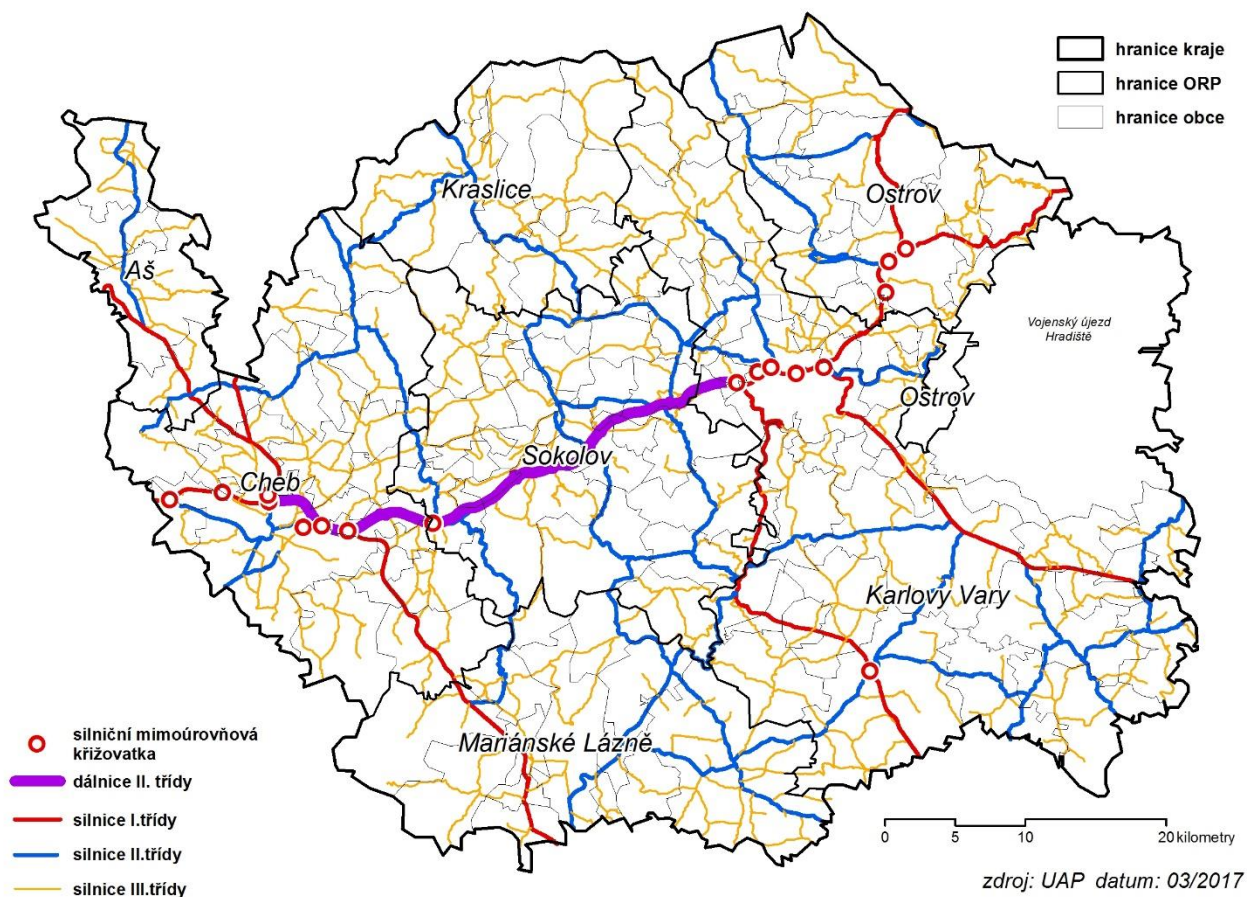 hranice kraje
hranice ORP
hranice obce
Kraslice
Ostrov
Aš
Vojenský újezd
Hradiště
Ostrov
Sokolov
Cheb
Karlovy Vary
Mariánské Lázně
silniční mimoúrovňová
křižovatka
dálnice II. třídy
silnice I.třídy
silnice II.třídy
silnice III.třídy
0 5 10 20 kilometry
zdroj: UAP datum: 03/2017